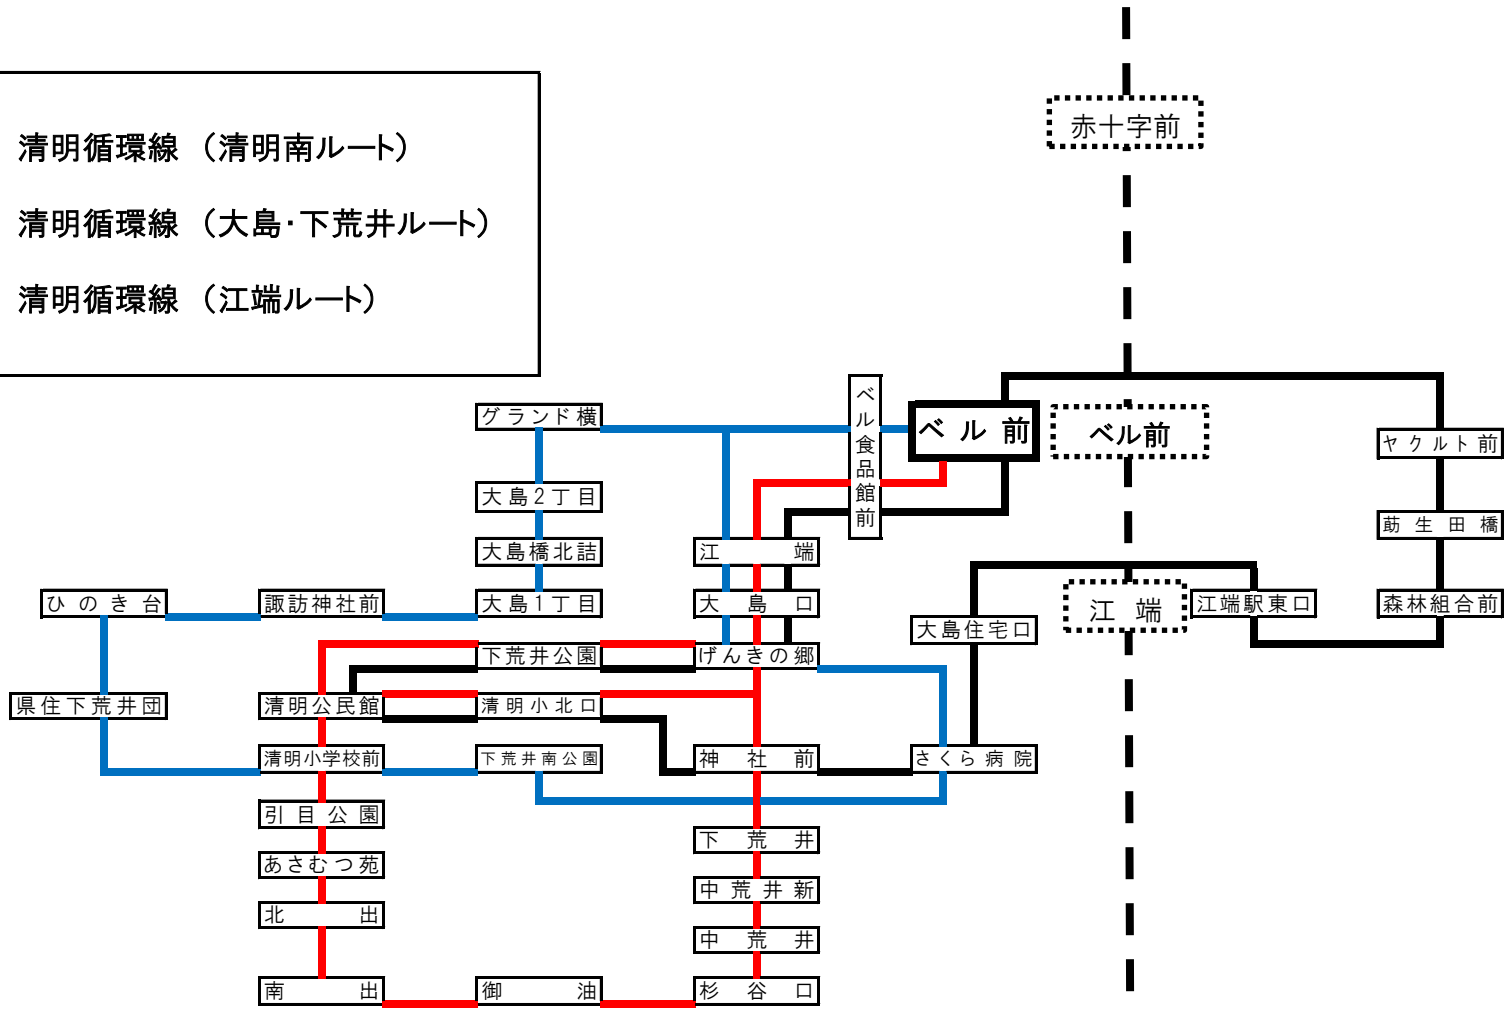 赤十字前
清明循環線 （清明南ルート）
清明循環線 （大島・下荒井ルート）
清明循環線 （江端ルート）
グランド横
ベル食品館前
ベル前
ベル前
ヤクルト前
大島2丁目
莇生田橋
大島橋北詰
江端
ひのき台
諏訪神社前
大島1丁目
大島口
江端
江端駅東口
森林組合前
大島住宅口
下荒井公園
げんきの郷
県住下荒井団
清明公民館
清明小北口
清明小学校前
下荒井南公園
神社前
さくら病院
引目公園
下荒井
あさむつ苑
中荒井新
北出
中荒井
南出
御油
杉谷口